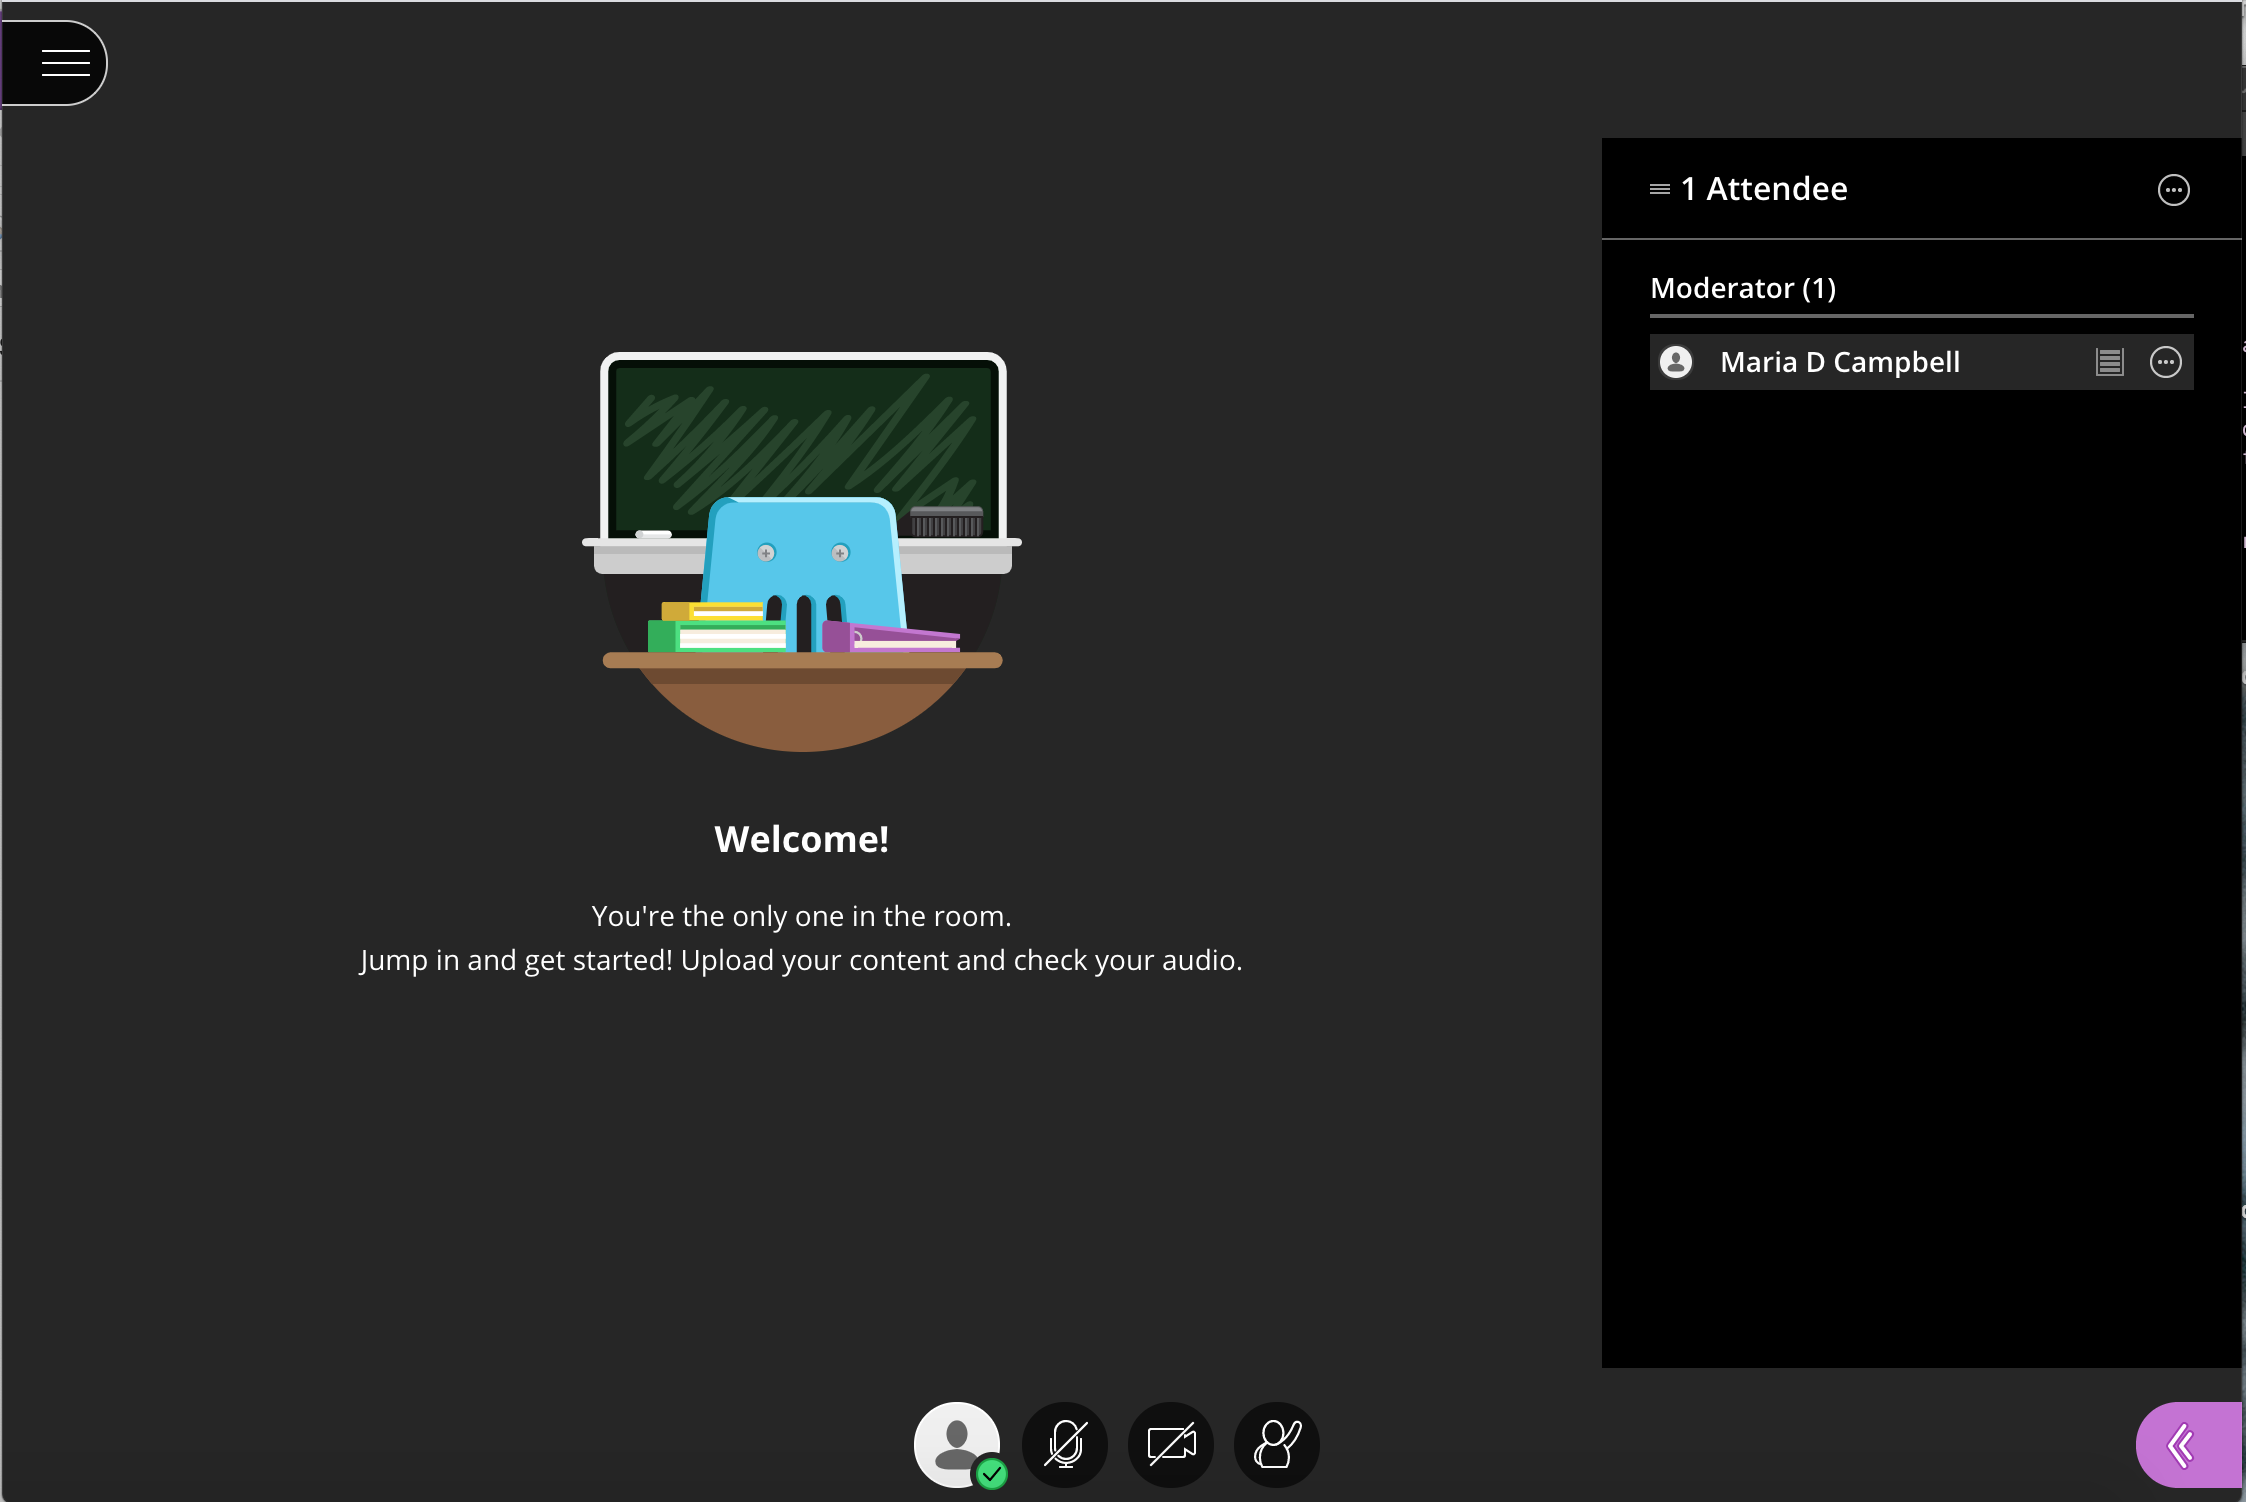 1 Attendee
Moderator (1)
Maria D Campbell
Welcome!
You're the only one in the room.
Jump in and get started! Upload your content and check your audio.